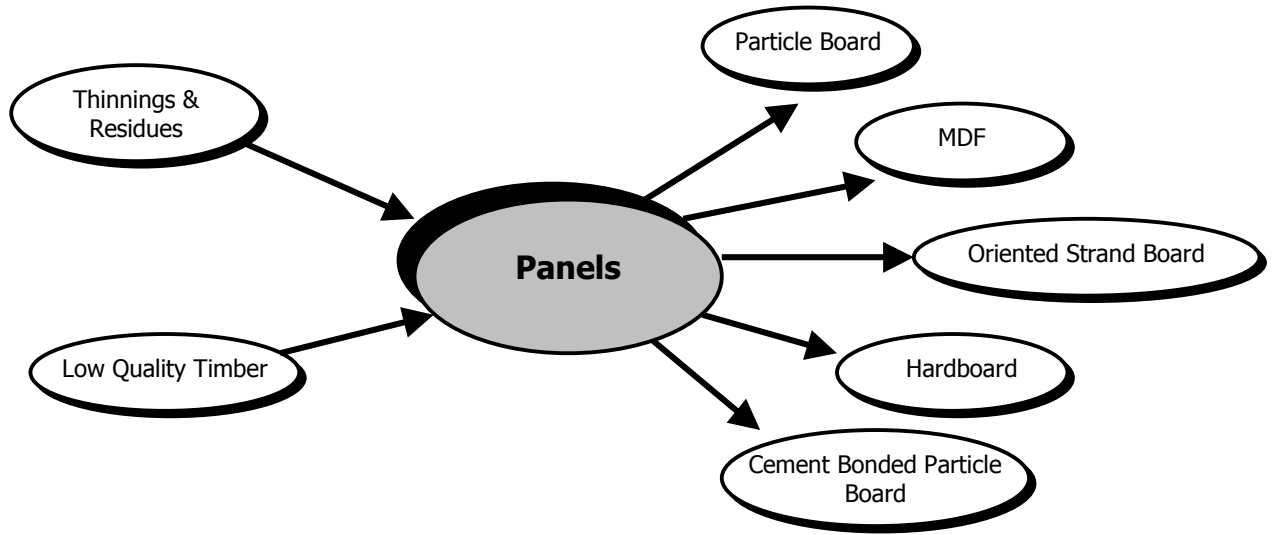 Thinnings &
Residues
Low Quality Timber
Panels
Particle Board
MDF
Oriented Strand Board
Hardboard
Cement Bonded Particle
Board